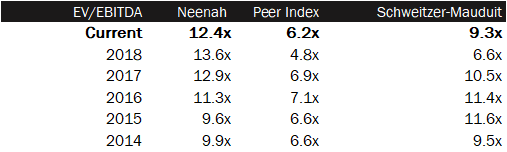 EV/EBITDA Neenah Peer Index Schweitzer-Mauduit
Current 12.4x 6.2x 9.3x
2018 13.6x 4.8x 6.6x
2017 12.9x 6.9x 10.5x
2016 11.3x 7.1x 11.4x
2015 9.6x 6.6x 11.6x
2014 9.9x 6.6x 9.5x